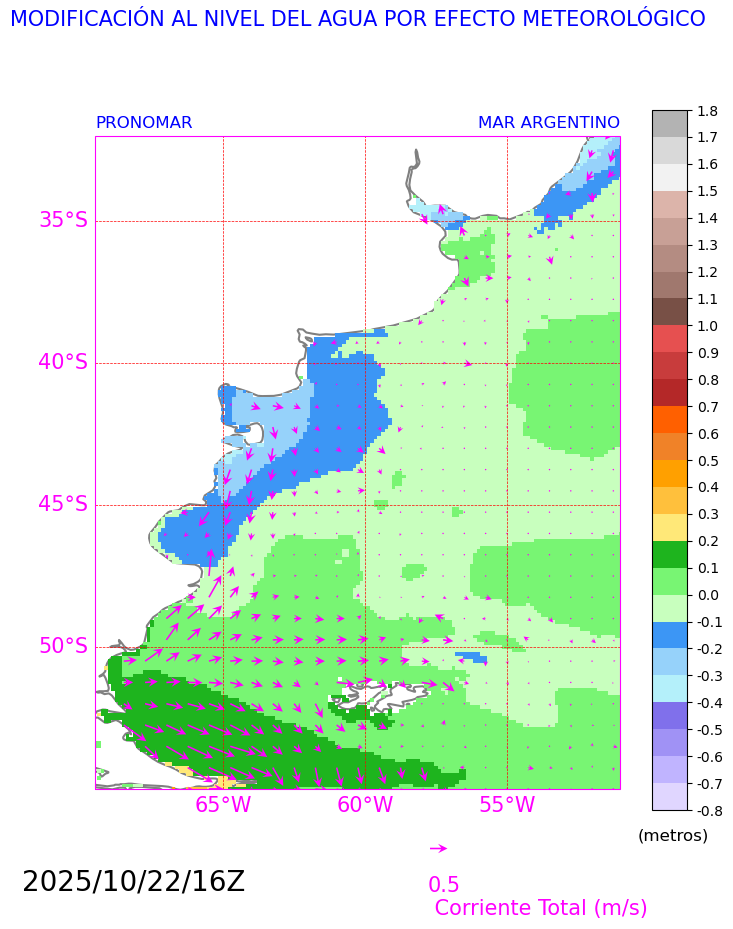 MODIFICACIÓN AL NIVEL DEL AGUA POR EFECTO METEOROLÓGICO
PRONOMAR MAR ARGENTINO
35°S
40°S
45°S
50°S
65°W 60°W 55°W
1.8
1.7
1.6
1.5
1.4
1.3
1.2
1.1
1.0
0.9
0.8
0.7
0.6
0.5
0.4
0.3
0.2
0.1
0.0
-0.1
-0.2
-0.3
-0.4
-0.5
-0.6
-0.7
-0.8
(metros)
2025/10/22/16Z
0.5
Corriente Total (m/s)